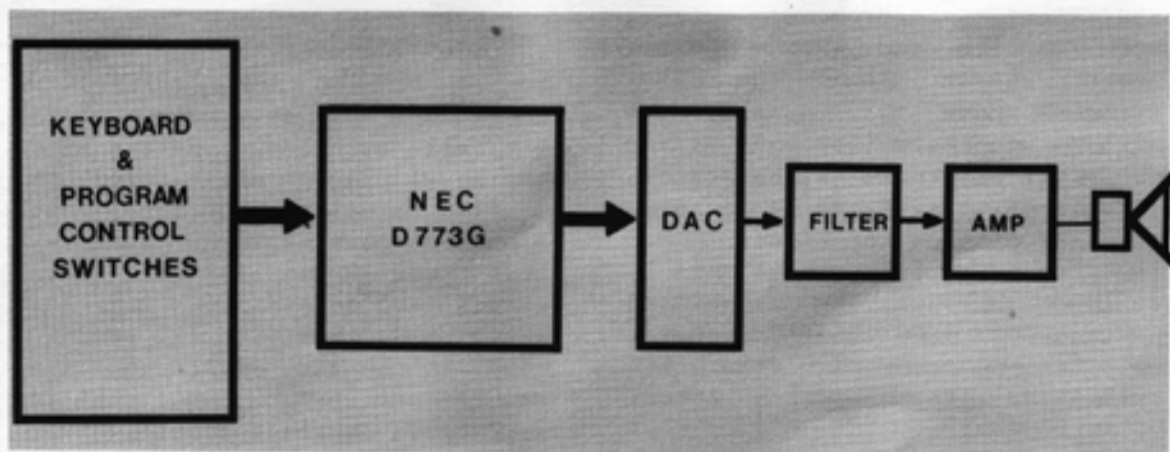 KEYBOARD
&
PROGRAM
CONTROL
SWITCHES
NEC
D773G
DAC
FILTER
AMP